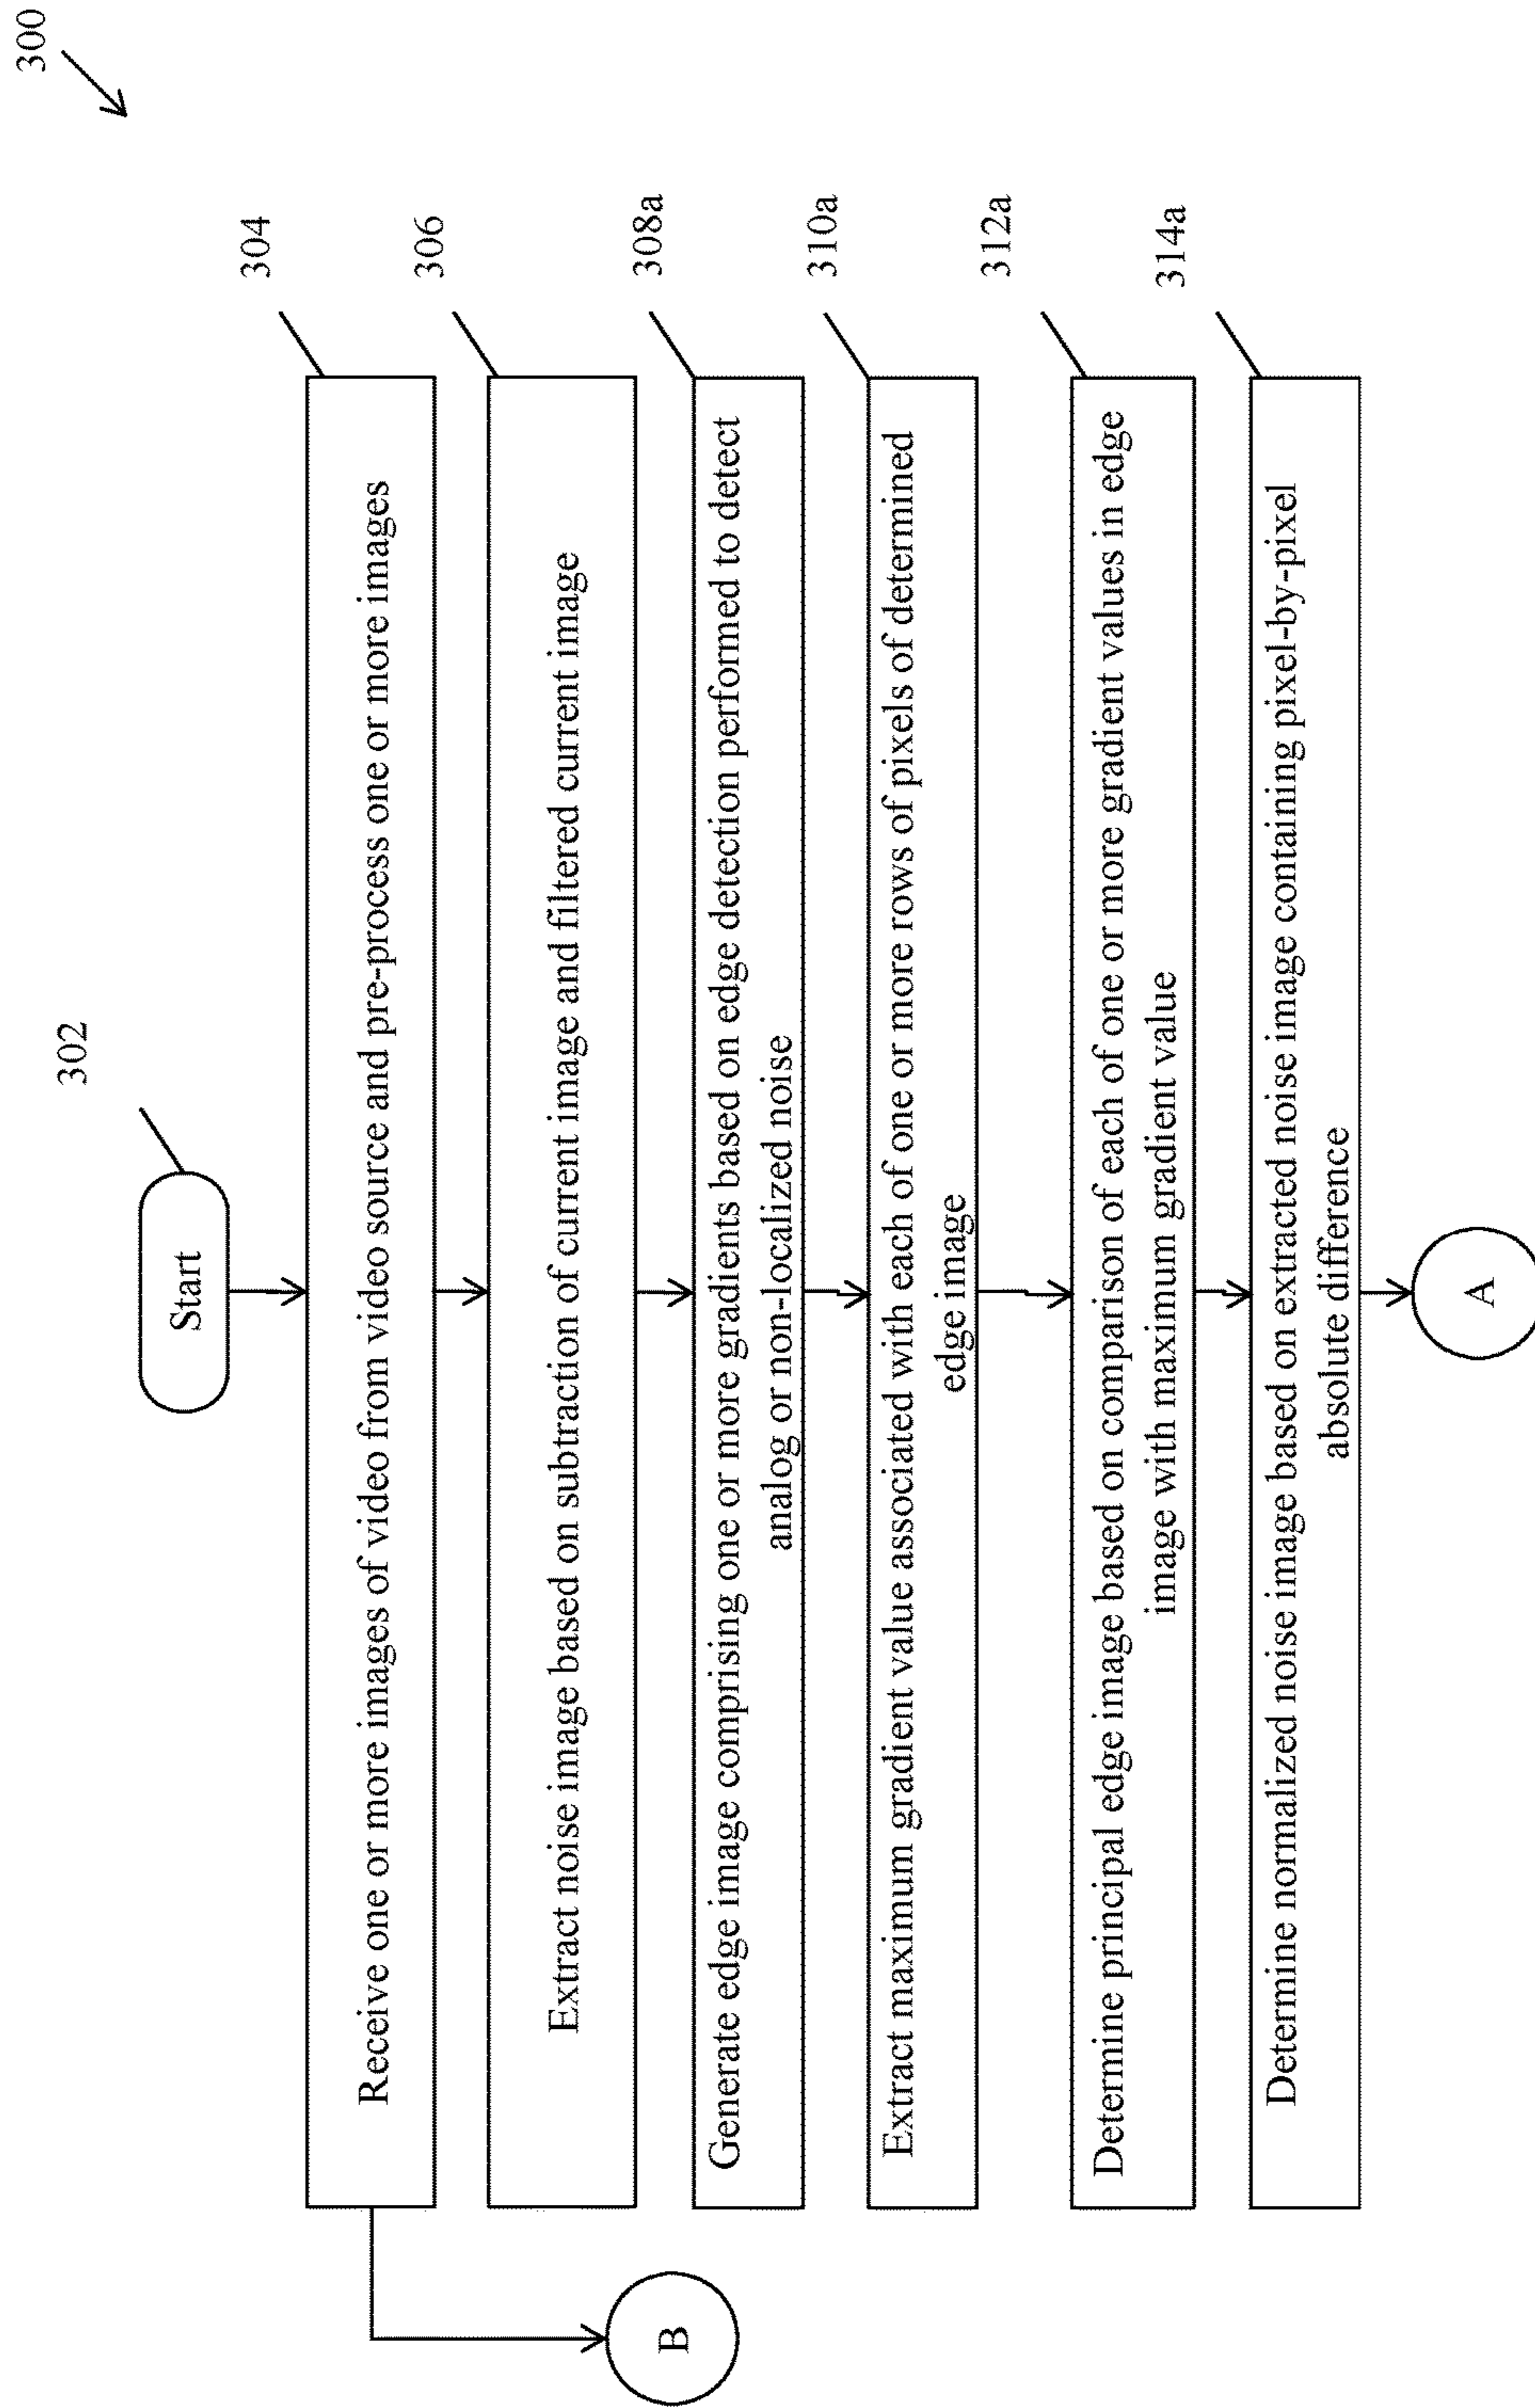 300
302
Start
304
Receive one or more images of video from video source and pre-process one or more images
306
Extract noise image based on subtraction of current image and filtered current image
308a
Generate edge image comprising one or more gradients based on edge detection performed to detect
analog or non-localized noise
310a
Extract maximum gradient value associated with each of one or more rows of pixels of determined
edge image
312a
Determine principal edge image based on comparison of each of one or more gradient values in edge
image with maximum gradient value
314a
Determine normalized noise image based on extracted noise image containing pixel-by-pixel
absolute difference
A
B